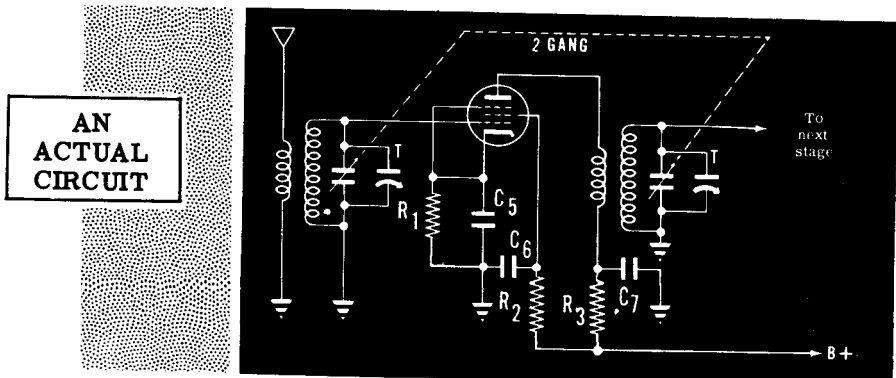 AN
ACTUAL
CIRCUIT
2 GANG
T
T
To
next
stage
R1
C5
C6
R2
R3
C7
B+